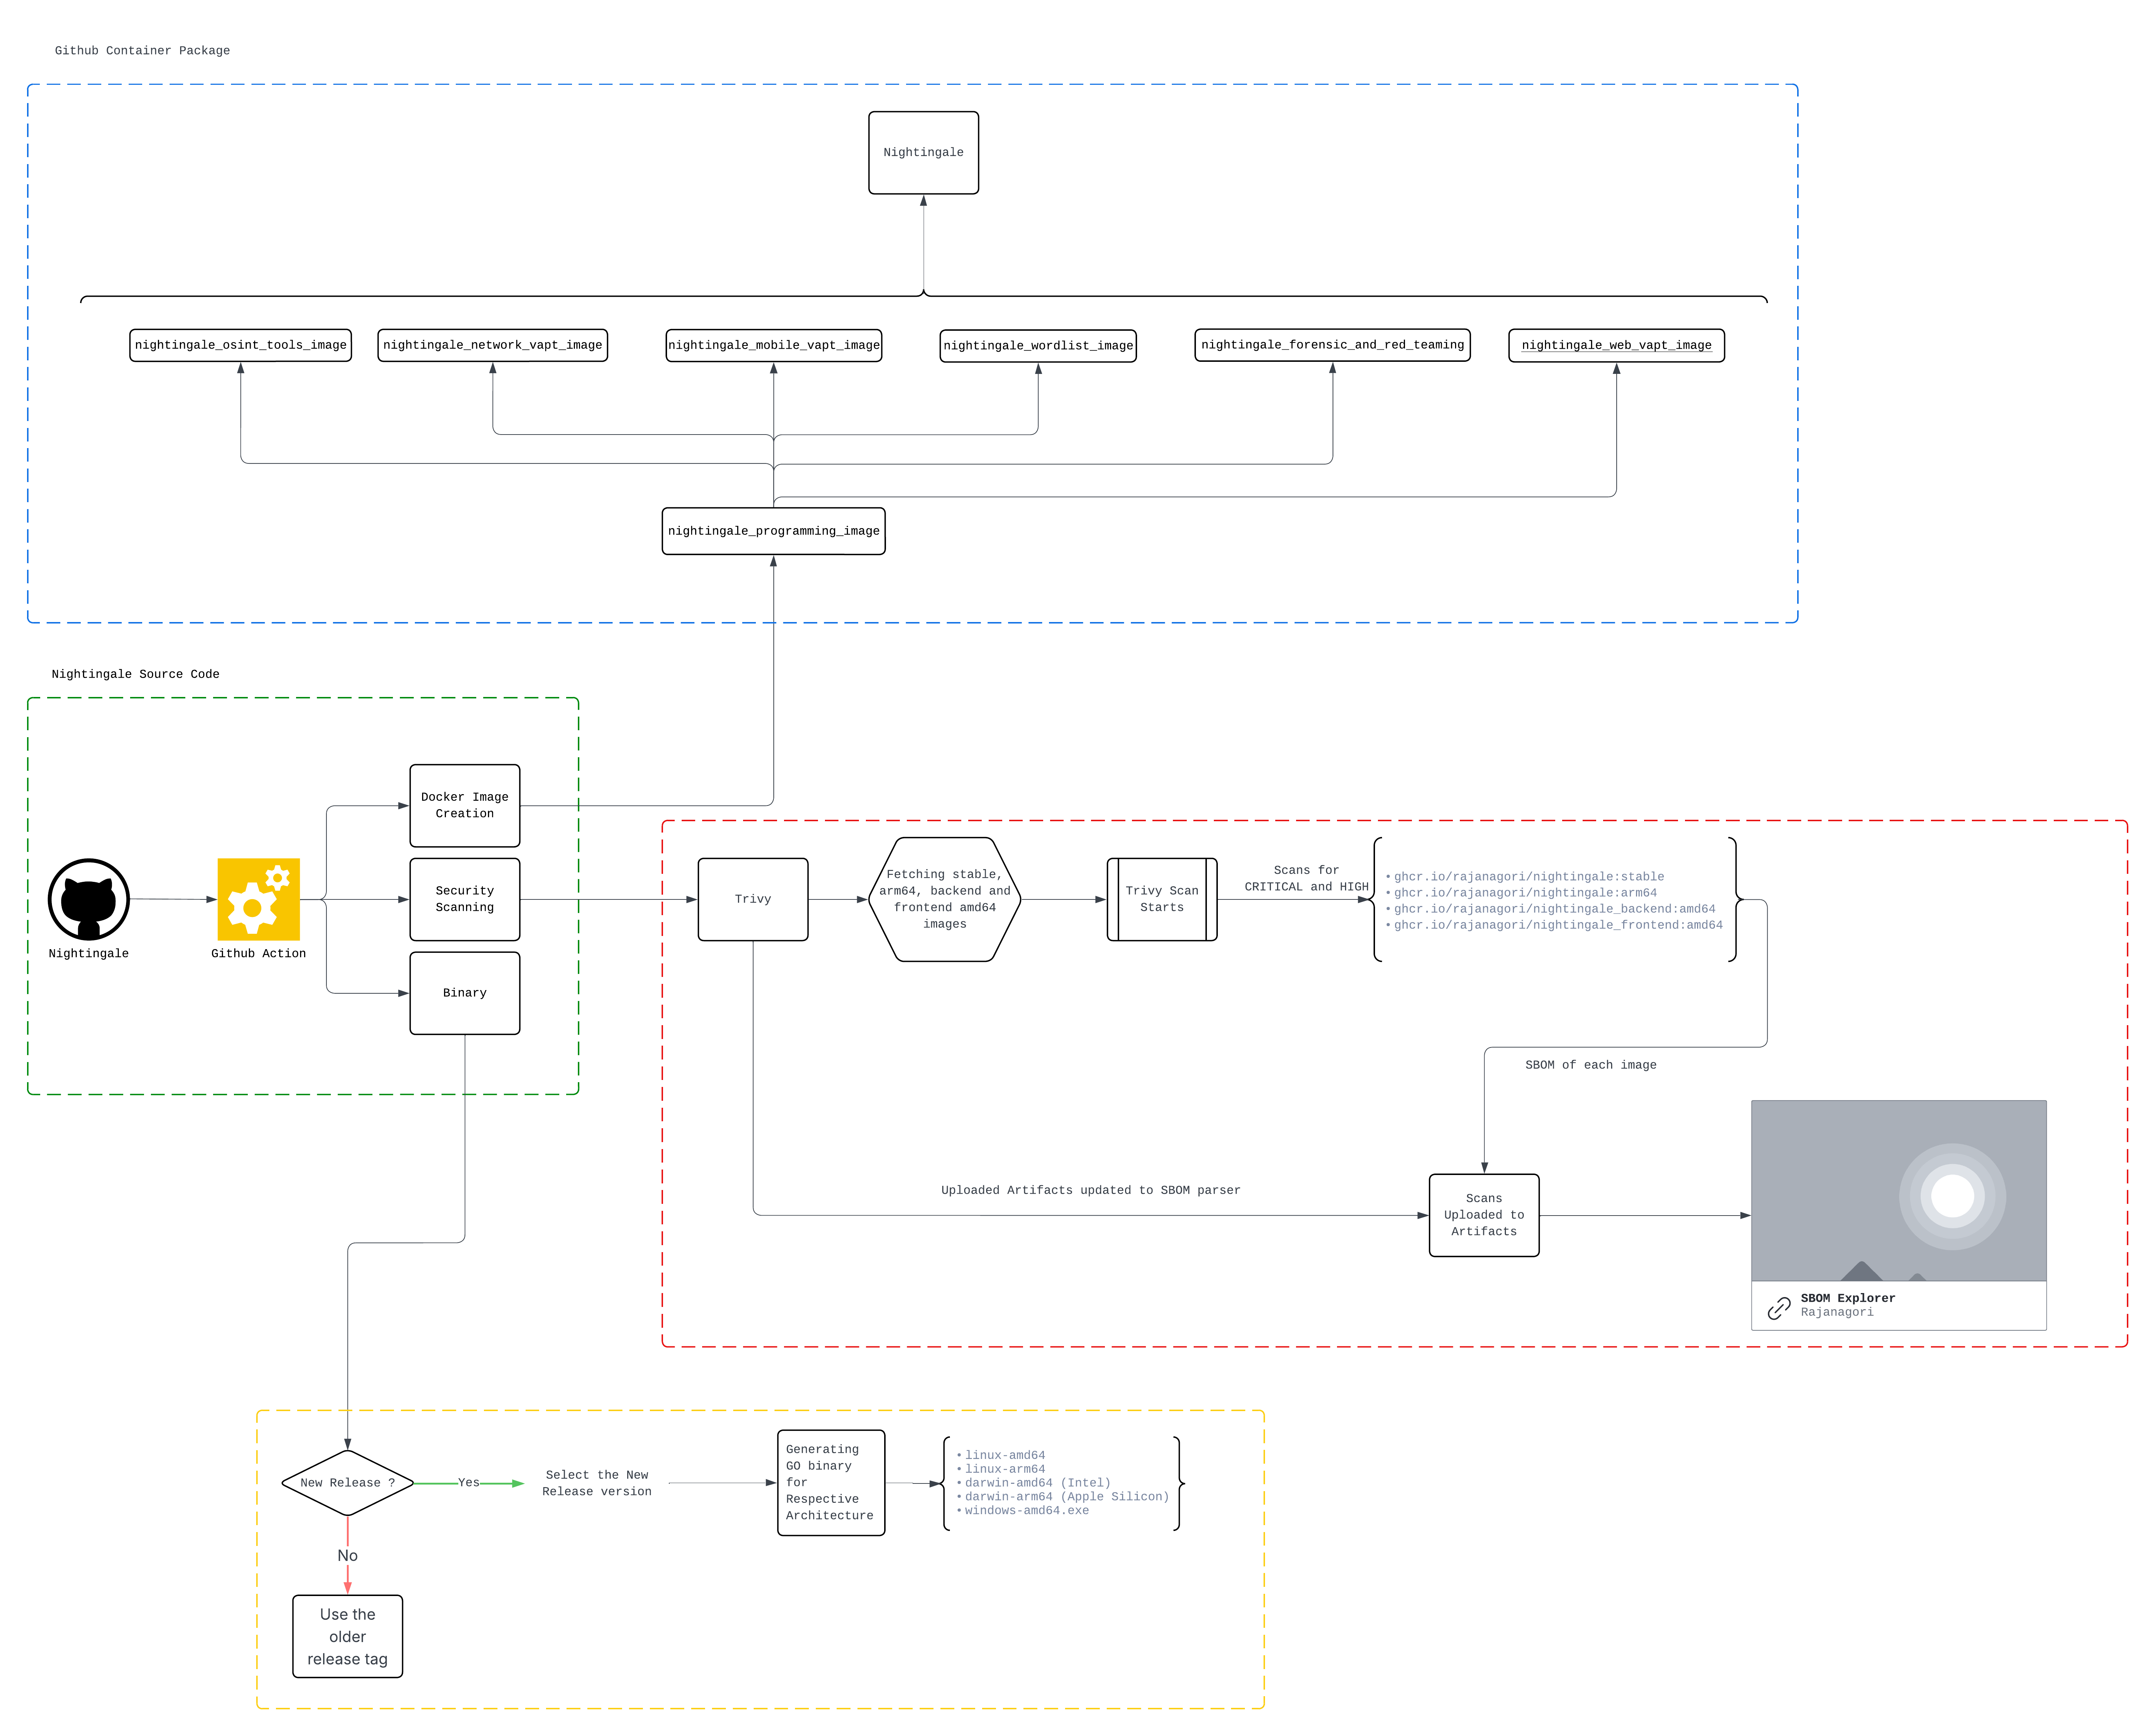 Github Container Package
Nightingale
nightingale_osint_tools_image
nightingale_network_vapt_image
nightingale_mobile_vapt_image
nightingale_wordlist_image
nightingale_forensic_and_red_teaming
nightingale_web_vapt_image
nightingale_programming_image
Nightingale Source Code
Docker Image
Creation
Security
Scanning
Binary
Nightingale
Github Action
Trivy
Fetching stable,
arm64, backend and
frontend amd64
images
Trivy Scan
Starts
Scans for
CRITICAL and HIGH
• ghcr.io/rajanagori/nightingale:stable
• ghcr.io/rajanagori/nightingale:arm64
• ghcr.io/rajanagori/nightingale_backend:amd64
• ghcr.io/rajanagori/nightingale_frontend:amd64
SBOM of each image
Uploaded Artifacts updated to SBOM parser
Scans
Uploaded to
Artifacts
SBOM Explorer
Rajanagori
New Release ?
Yes
Select the New
Release version
Generating
GO binary
for
Respective
Architecture
• linux-amd64
• linux-arm64
• darwin-amd64 (Intel)
• darwin-arm64 (Apple Silicon)
• windows-amd64.exe
No
Use the
older
release tag